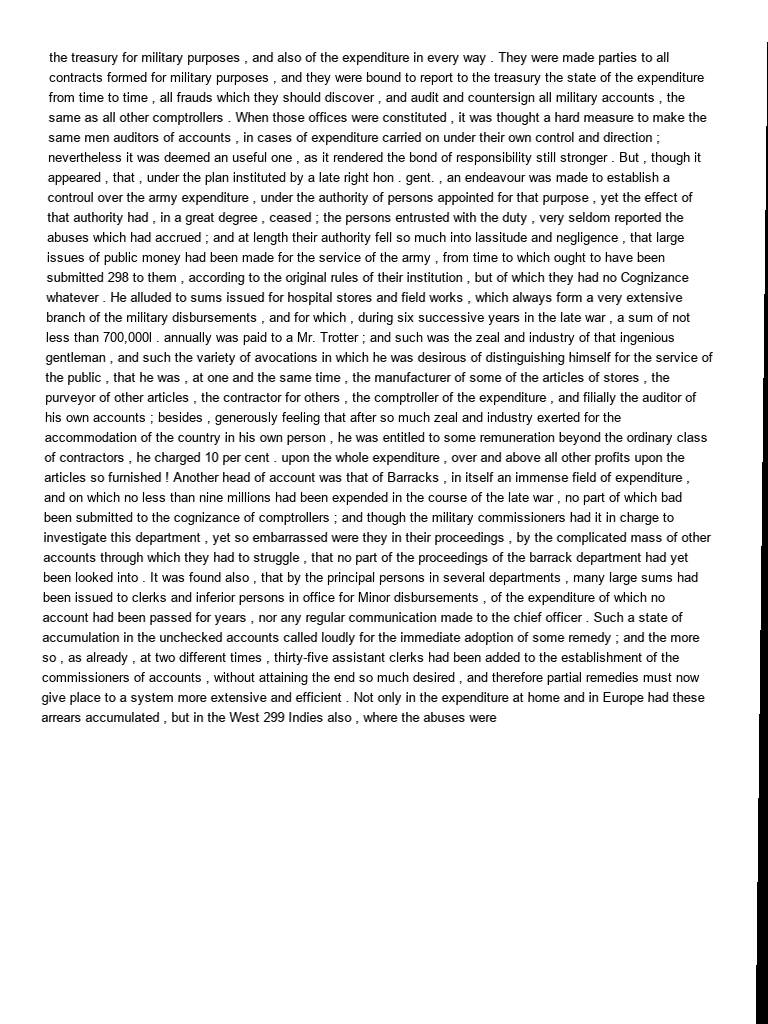 the treasury for military purposes , and also of the expenditure in every way . They were made parties to all
contracts formed for military purposes , and they were bound to report to the treasury the state of the expenditure
from time to time , all frauds which they should discover , and audit and countersign all military accounts , the
same as all other comptrollers . When those offices were constituted , it was thought a hard measure to make the
same men auditors of accounts , in cases of expenditure carried on under their own control and direction ;
nevertheless it was deemed an useful one , as it rendered the bond of responsibility still stronger . But , though it
appeared , that , under the plan instituted by a late right hon . gent. , an endeavour was made to establish a
controul over the army expenditure , under the authority of persons appointed for that purpose , yet the effect of
that authority had , in a great degree , ceased ; the persons entrusted with the duty , very seldom reported the
abuses which had accrued ; and at length their authority fell so much into lassitude and negligence , that large
issues of public money had been made for the service of the army , from time to which ought to have been
submitted 298 to them , according to the original rules of their institution , but of which they had no Cognizance
whatever . He alluded to sums issued for hospital stores and field works , which always form a very extensive
branch of the military disbursements , and for which , during six successive years in the late war , a sum of not
less than 700,000l . annually was paid to a Mr. Trotter ; and such was the zeal and industry of that ingenious
gentleman , and such the variety of avocations in which he was desirous of distinguishing himself for the service of
the public , that he was , at one and the same time , the manufacturer of some of the articles of stores , the
purveyor of other articles , the contractor for others , the comptroller of the expenditure , and filially the auditor of
his own accounts ; besides , generously feeling that after so much zeal and industry exerted for the
accommodation of the country in his own person , he was entitled to some remuneration beyond the ordinary class
of contractors , he charged 10 per cent . upon the whole expenditure , over and above all other profits upon the
articles so furnished ! Another head of account was that of Barracks , in itself an immense field of expenditure ,
and on which no less than nine millions had been expended in the course of the late war , no part of which bad
been submitted to the cognizance of comptrollers ; and though the military commissioners had it in charge to
investigate this department , yet so embarrassed were they in their proceedings , by the complicated mass of other
accounts through which they had to struggle , that no part of the proceedings of the barrack department had yet
been looked into . It was found also , that by the principal persons in several departments , many large sums had
been issued to clerks and inferior persons in office for Minor disbursements , of the expenditure of which no
account had been passed for years , nor any regular communication made to the chief officer . Such a state of
accumulation in the unchecked accounts called loudly for the immediate adoption of some remedy ; and the more
so , as already , at two different times , thirty-five assistant clerks had been added to the establishment of the
commissioners of accounts , without attaining the end so much desired , and therefore partial remedies must now
give place to a system more extensive and efficient . Not only in the expenditure at home and in Europe had these
arrears accumulated , but in the West 299 Indies also , where the abuses were